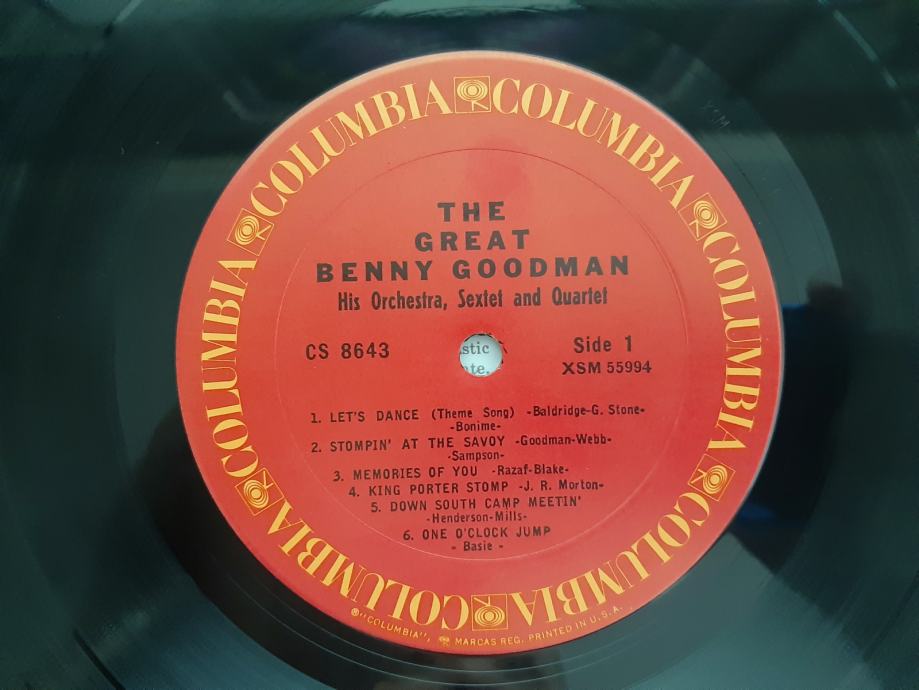 COLUMBIA COLUMBIA COLUMBIA COLUMBIA COLUMBIA COLUMBIA
THE
GREAT
BENNY GOODMAN
His Orchestra, Sextet and Quartet
CS 8643
Side 1
XSM 55994
stic
te,
1. LET'S DANCE (Theme Song) -Baldridge-G. Stone-
-Bonime-
2. STOMPIN' AT THE SAVOY -Goodman-Webb-
-Sampson-
3. MEMORIES OF YOU -Razaf-Blake-
4. KING PORTER STOMP -J. R. Morton-
5. DOWN SOUTH CAMP MEETIN'
-Henderson-Mills-
6. ONE O'CLOCK JUMP
- Basie -
®"COLUMBIA", MARCAS REG. PRINTED IN U.S.A.